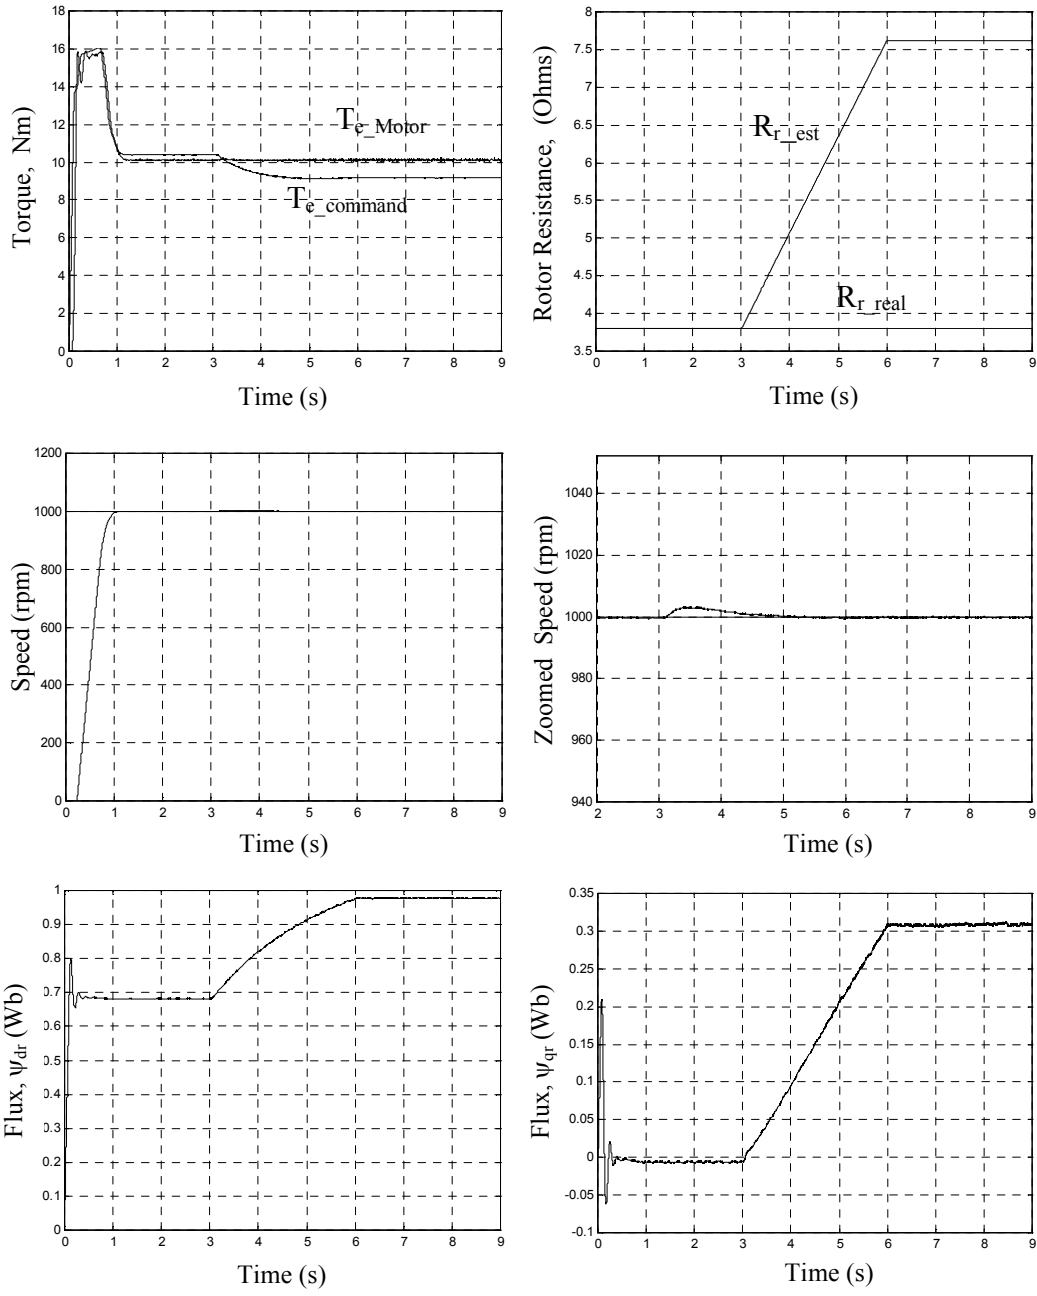 Torque, Nm
18
16
14
12
10
8
6
4
2
0
T_e_Motor
T_e_command
0 1 2 3 4 5 6 7 8 9
Time (s)
Rotor Resistance, (Ohms)
8
7.5
7
6.5
6
5.5
5
4.5
4
3.5
R_r_est
R_r_real
0 1 2 3 4 5 6 7 8 9
Time (s)
Speed (rpm)
1200
1000
800
600
400
200
0
0 1 2 3 4 5 6 7 8 9
Time (s)
Zoomed Speed (rpm)
1040
1020
1000
980
960
940
2 3 4 5 6 7 8 9
Time (s)
Flux, ψdr (Wb)
1
0.9
0.8
0.7
0.6
0.5
0.4
0.3
0.2
0.1
0
0 1 2 3 4 5 6 7 8 9
Time (s)
Flux, ψqr (Wb)
0.35
0.3
0.25
0.2
0.15
0.1
0.05
0
-0.05
-0.1
0 1 2 3 4 5 6 7 8 9
Time (s)